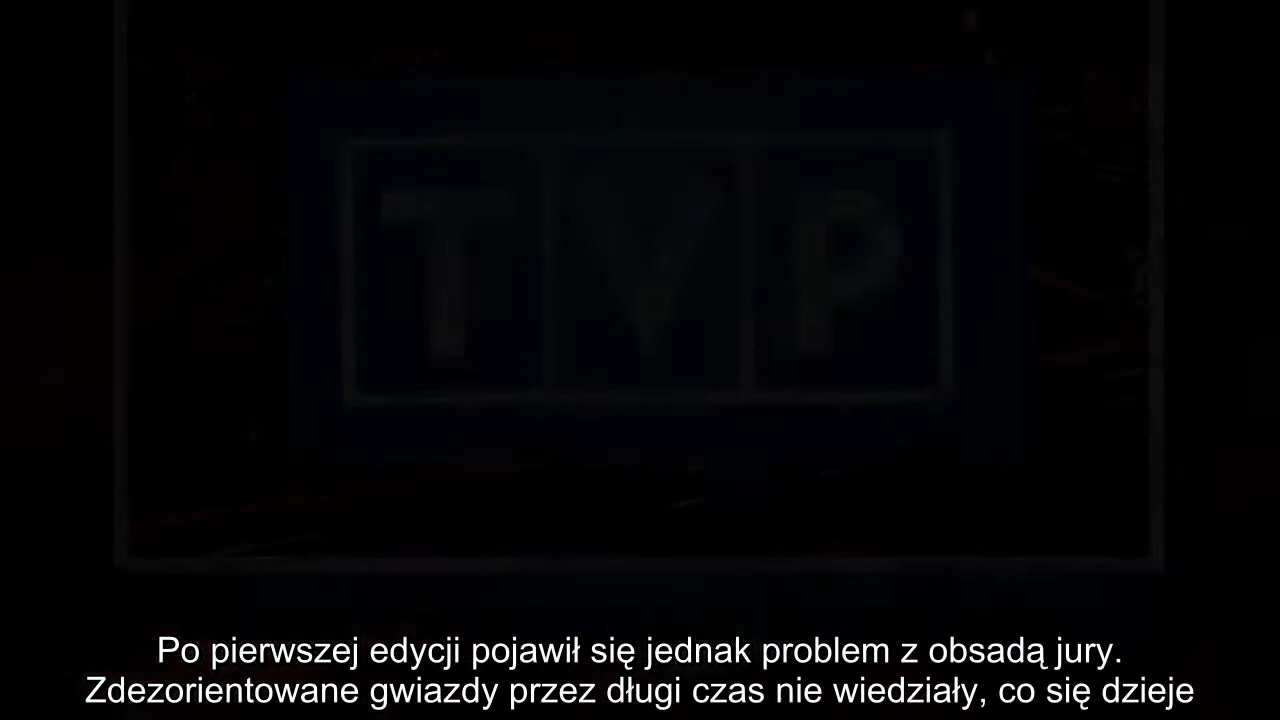 TVP
Po pierwszej edycji pojawił się jednak problem z obsadą jury.
Zdezorientowane gwiazdy przez długi czas nie wiedziały, co się dzieje